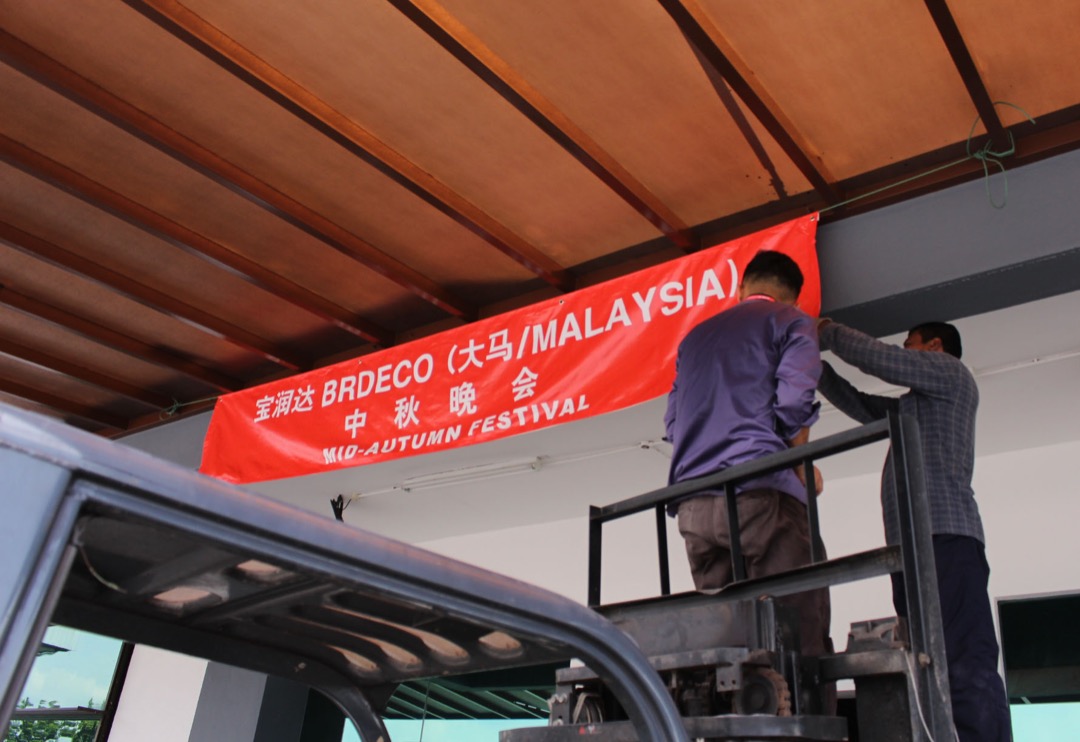 宝润达 BRDECO (大马/MALAYSIA)
中 秋 晚 会
MID-AUTUMN FESTIVAL